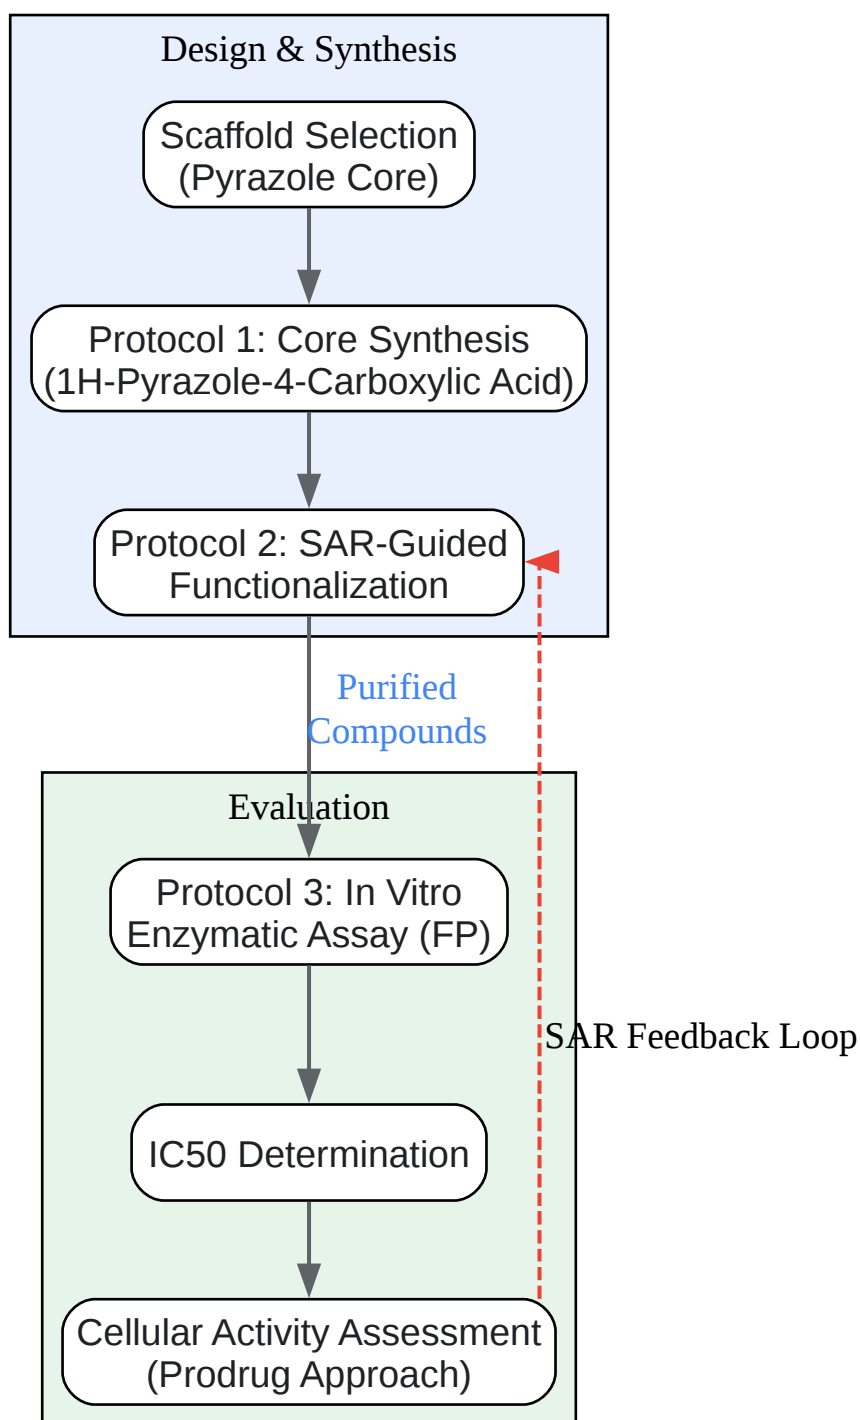 Design & Synthesis
Scaffold Selection
(Pyrazole Core)
Protocol 1: Core Synthesis
(1H-Pyrazole-4-Carboxylic Acid)
Protocol 2: SAR-Guided
Functionalization
Purified
Compounds
Evaluation
Protocol 3: In Vitro
Enzymatic Assay (FP)
SAR Feedback Loop
IC50 Determination
Cellular Activity Assessment
(Prodrug Approach)